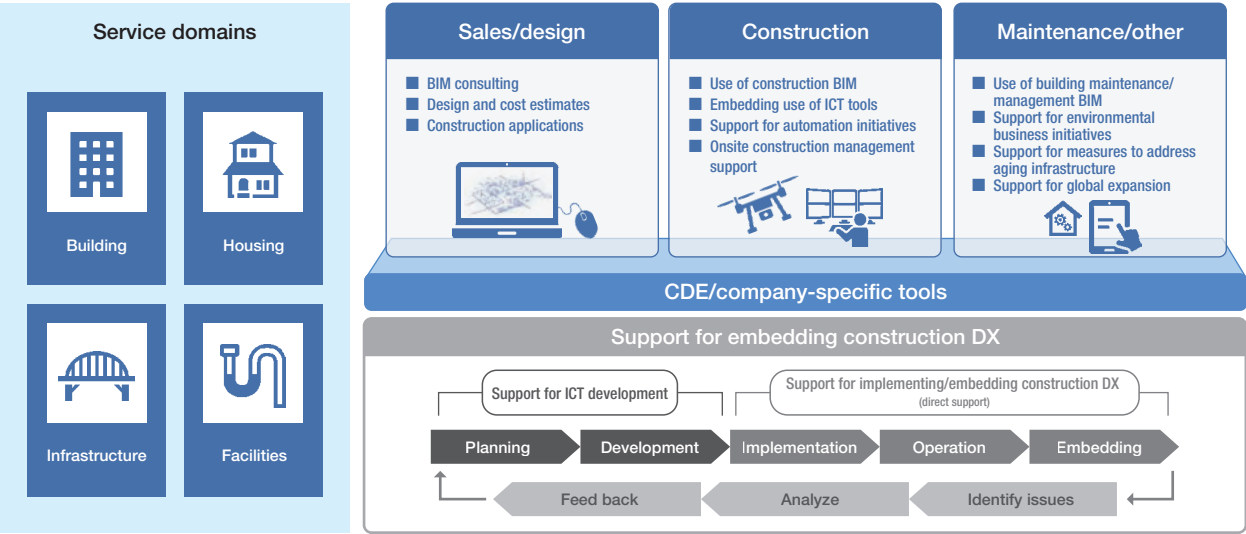 Service domains
Building
Housing
Infrastructure
Facilities
Sales/design
BIM consulting
Design and cost estimates
Construction applications
Construction
Use of construction BIM
Embedding use of ICT tools
Support for automation initiatives
Onsite construction management
support
Maintenance/other
Use of building maintenance/
management BIM
Support for environmental
business initiatives
Support for measures to address
aging infrastructure
Support for global expansion
CDE/company-specific tools
Support for embedding construction DX
Support for ICT development
Support for implementing/embedding construction DX
(direct support)
Planning
Development
Implementation
Operation
Embedding
Feed back
Analyze
Identify issues